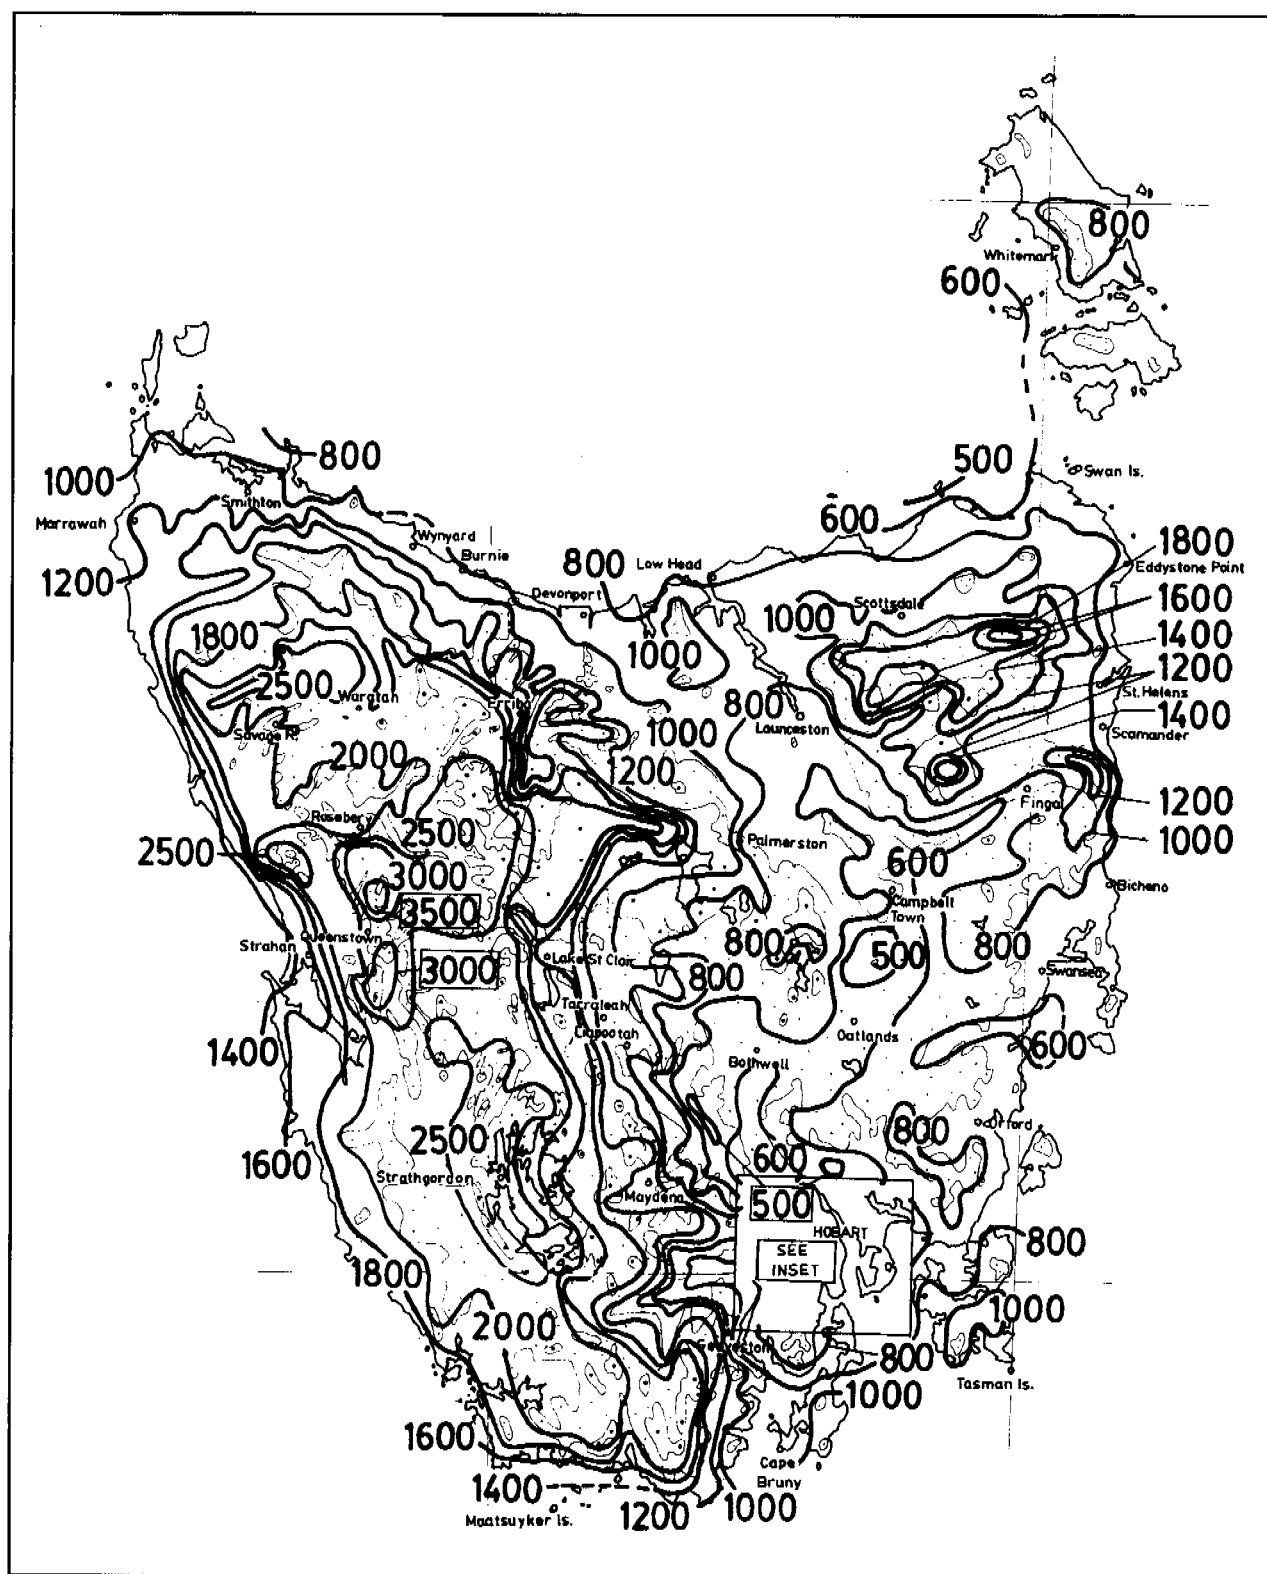 800
Whitemark
600
800
500
1000
Swan Is.
Smithton
Marrawah
600
Wynyard
1800
Burnie
800
Low Head
Eddystone Point
1200
Devonport
1600
Scottsdale
1000
1800
1400
1000
1200
2500
Waratah
800
St. Helens
Erriba
1400
Savage R.
1000
Launceston
Scamander
2000
1200
Fingal
1200
Rosebery
2500
1000
2500
Palmerston
600
3000
Bicheno
3500
Campbell
Town
Strahan
Queenstown
800
800
500
Lake St Clair
3000
800
Swansea
Tarraleah
1400
Liapootah
Oatlands
600
Bothwell
2500
800
Orford
1600
600
Strathgordon
Maydena
500
HOBART
SEE
INSET
800
1800
1000
2000
Geeveston
800
Tasman Is.
1000
1600
Cape
Bruny
1400
1000
1200
Maatsuyker Is.